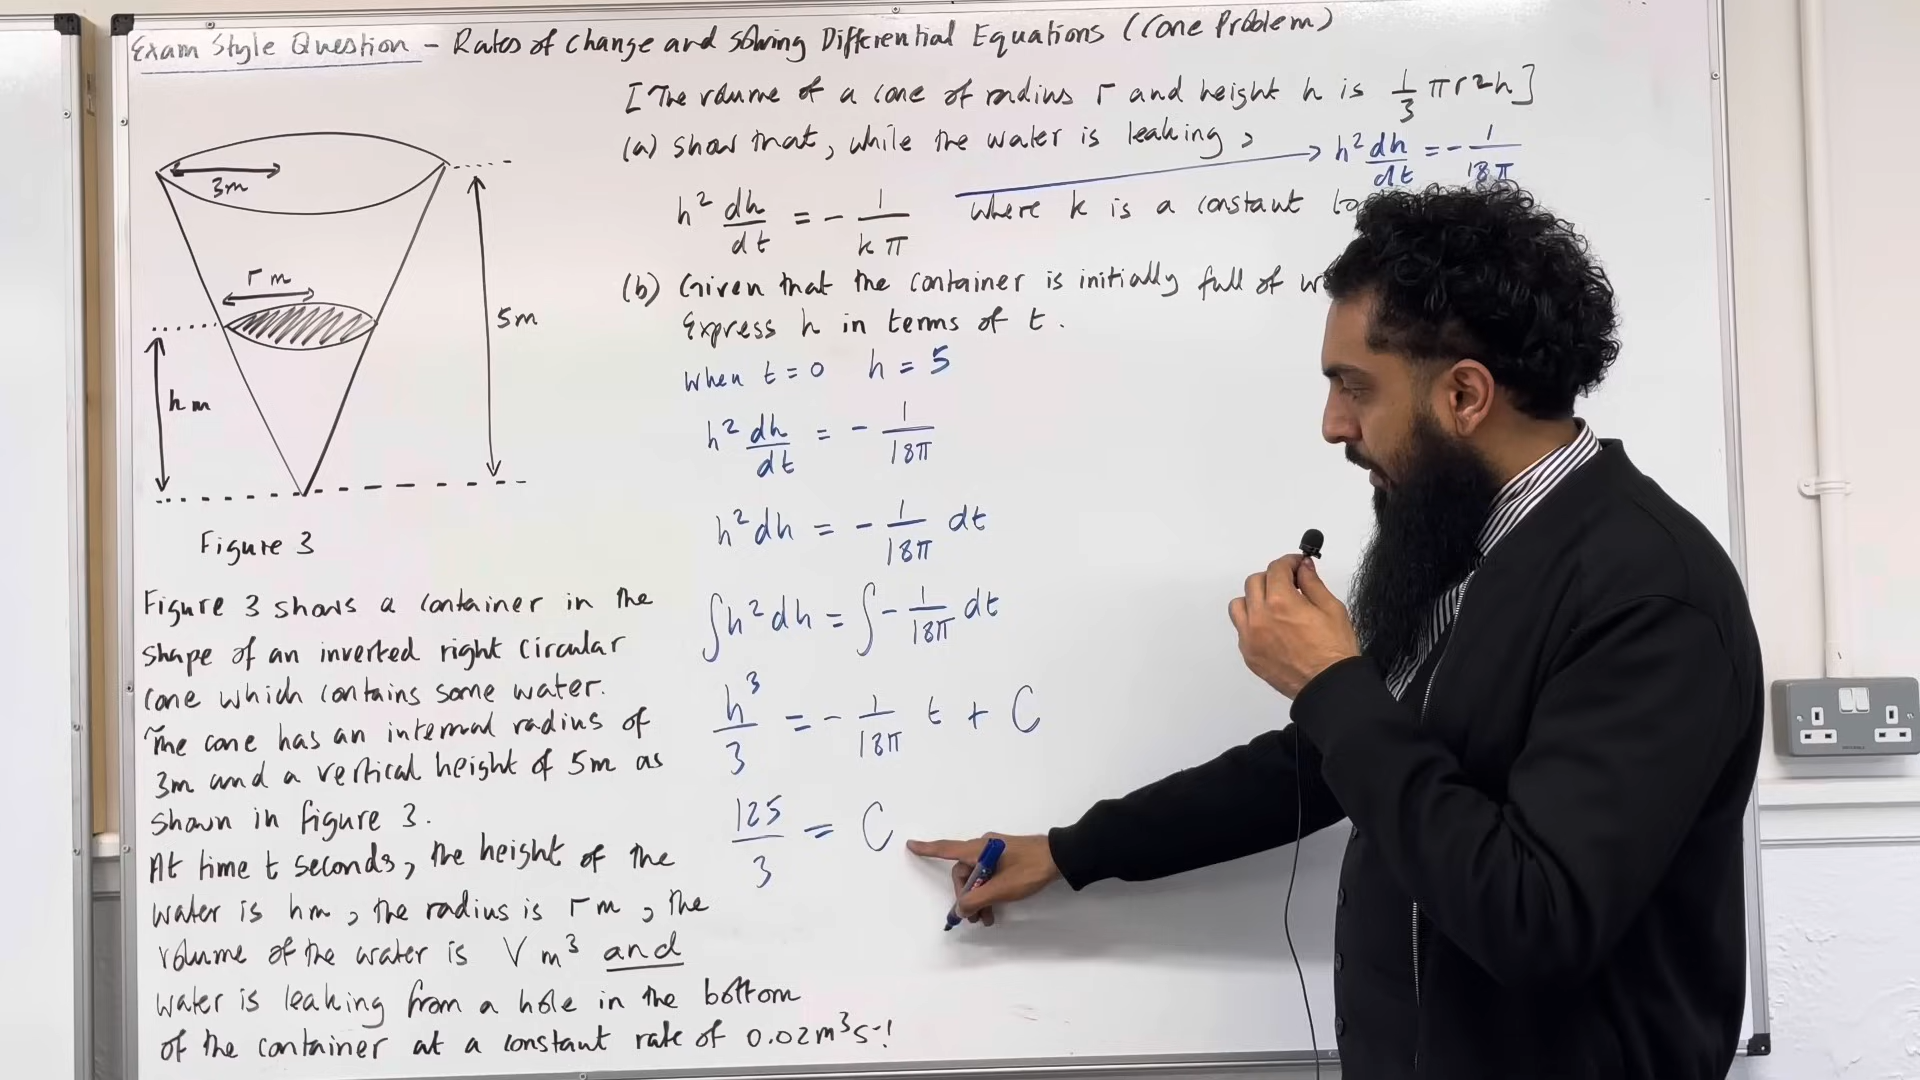 Exam Style Question - Rates of Change and Solving Differential Equations (Cone Problem)
[The volume of a cone of radius r and height h is 1/3 πr²h]
(a) Show that, while the water is leaking,
h² dh/dt = - 1/18π
h² dh/dt = - 1/kπ
where k is a constant
(b) Given that the container is initially full of
Express h in terms of t.
when t = 0 h = 5
h² dh/dt = - 1/18π
h² dh = - 1/18π dt
∫h² dh = ∫ - 1/18π dt
h³/3 = - 1/18π t + C
125/3 = C
3m
r m
5m
h m
Figure 3
Figure 3 shows a container in the
shape of an inverted right circular
cone which contains some water.
The cone has an internal radius of
3m and a vertical height of 5m as
shown in figure 3.
At time t seconds, the height of the
water is hm, the radius is rm, the
volume of the water is V m³ and
water is leaking from a hole in the bottom
of the container at a constant rate of 0.02m³s⁻¹